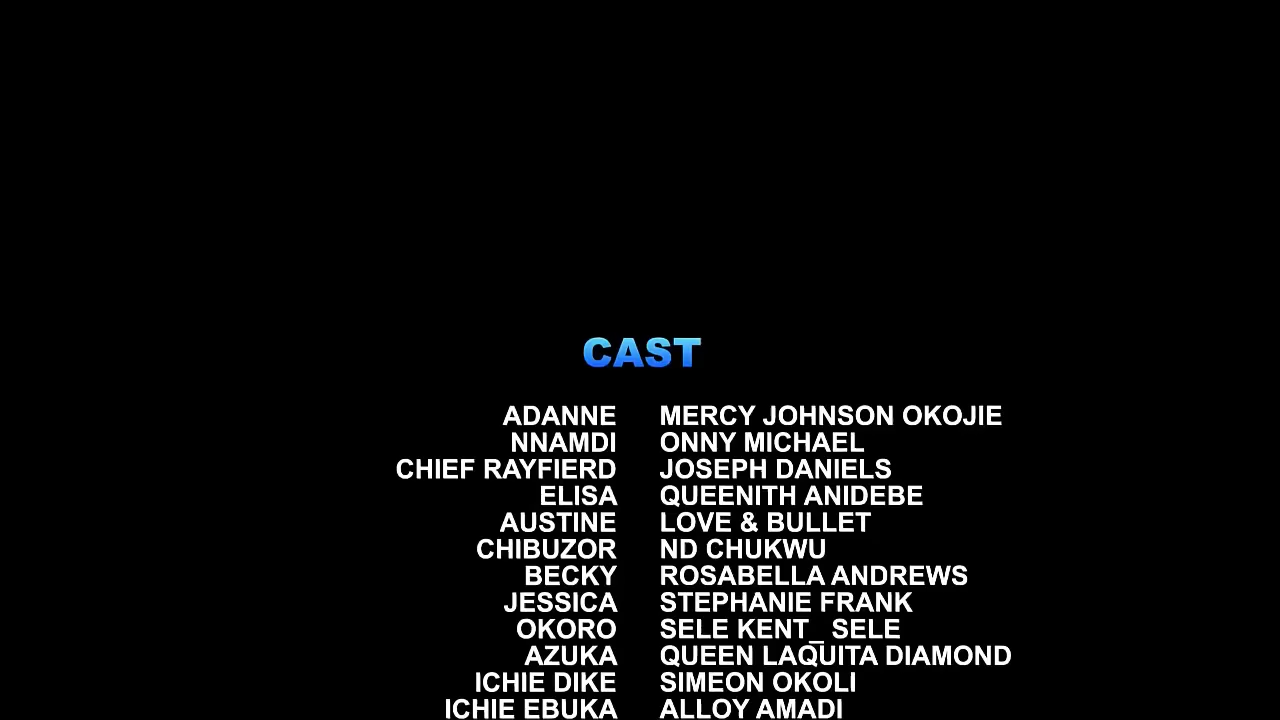 CAST
ADANNE MERCY JOHNSON OKOJIE
NNAMDI ONNY MICHAEL
CHIEF RAYFIERD JOSEPH DANIELS
ELISA QUEENITH ANIDEBE
AUSTINE LOVE & BULLET
CHIBUZOR ND CHUKWU
BECKY ROSABELLA ANDREWS
JESSICA STEPHANIE FRANK
OKORO SELE KENT_ SELE
AZUKA QUEEN LAQUITA DIAMOND
ICHIE DIKE SIMEON OKOLI
ICHIE EBUKA ALLOY AMADI